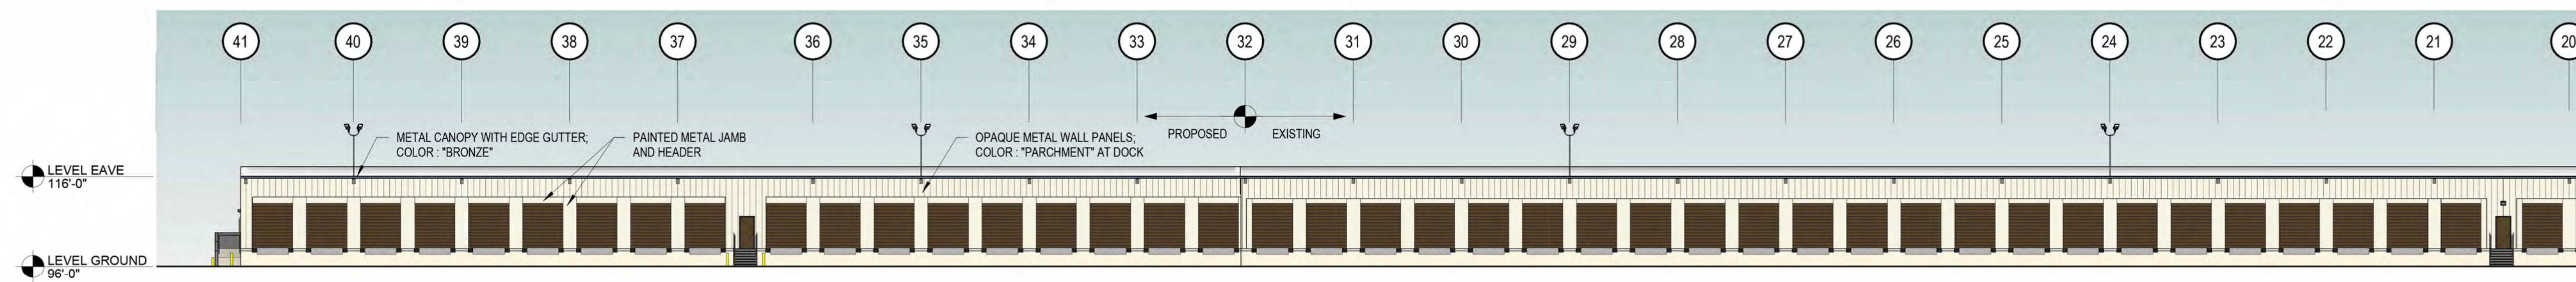 41 40 39 38 37 36 35 34 33 32 31 30 29 28 27 26 25 24 23 22 21 20
PROPOSED EXISTING
METAL CANOPY WITH EDGE GUTTER;
COLOR : "BRONZE"
PAINTED METAL JAMB
AND HEADER
OPAQUE METAL WALL PANELS;
COLOR : "PARCHMENT" AT DOCK
LEVEL EAVE
116'-0"
LEVEL GROUND
96'-0"